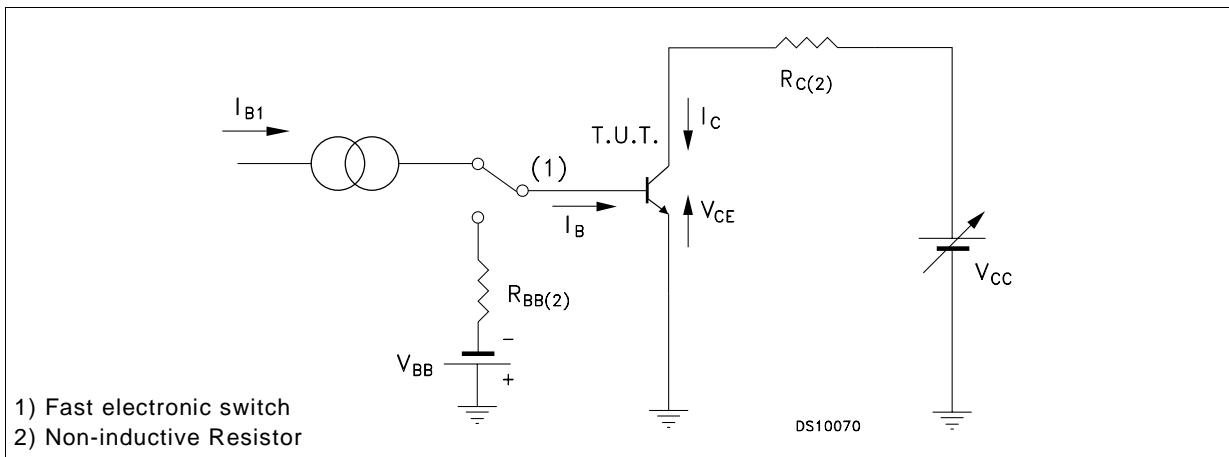 I_B1
(1)
T.U.T.
I_C
R_C(2)
I_B
V_CE
V_CC
R_BB(2)
V_BB
-
+
1) Fast electronic switch
2) Non-inductive Resistor
DS10070